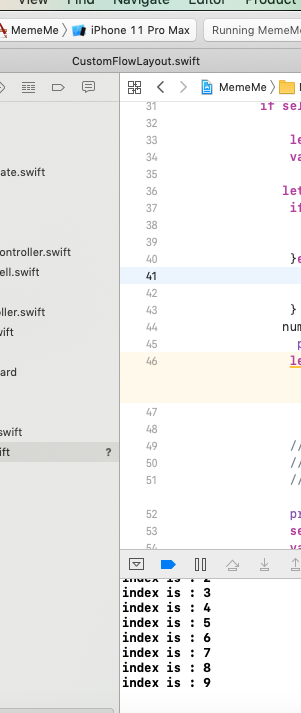 View Find Navigate Editor Product
MemeMe iPhone 11 Pro Max Running MemeMe
CustomFlowLayout.swift
MemeMe
31 if sel
32
ate.swift
33 le
34 va
35
36 let
37 if
38
39
ontroller.swift
40 }e
ell.swift
41
42
43 }
ller.swift
44 num
wift
45 p
46 le
ard
47
48
swift
49 //
ift ?
50 //
51 //
52 pr
53 se
54 va
index is : 2
index is : 3
index is : 4
index is : 5
index is : 6
index is : 7
index is : 8
index is : 9